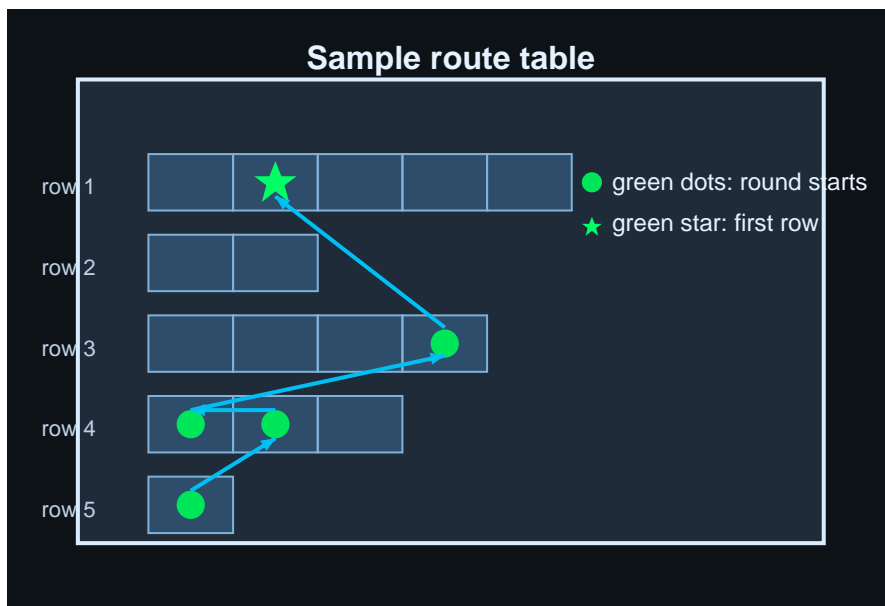 Sample route table
row 1
green dots: round starts
green star: first row
row 2
row 3
row 4
row 5